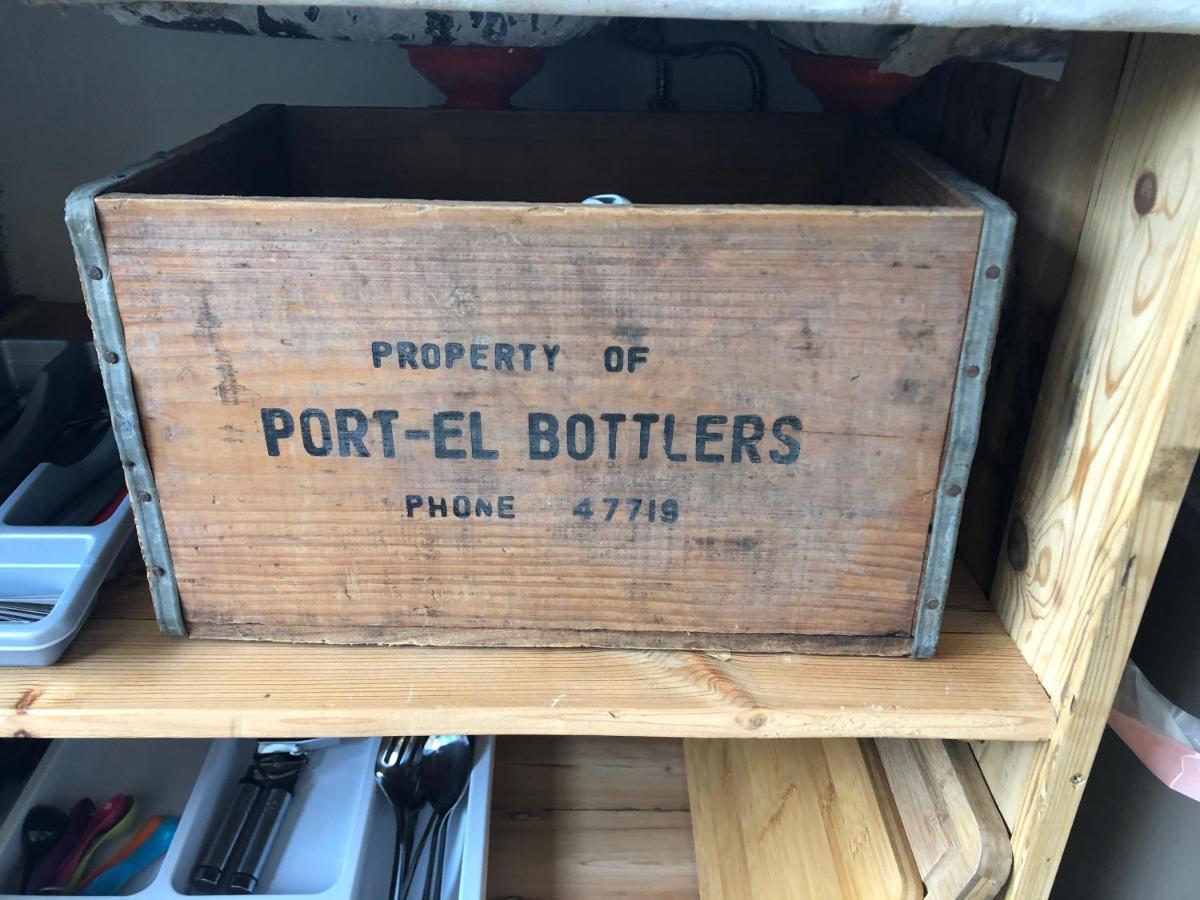 PROPERTY OF
PORT-EL BOTTLERS
PHONE 47719